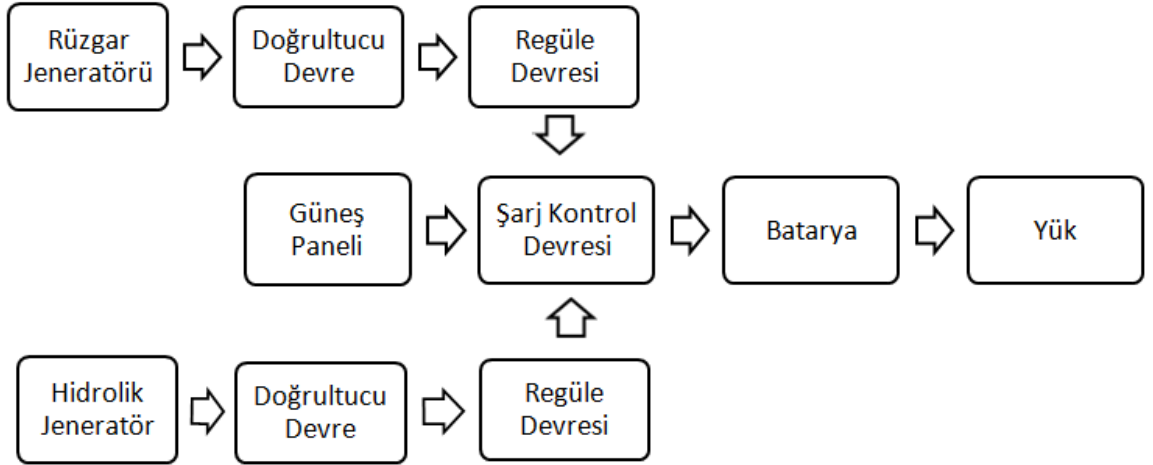 Rüzgar
Jeneratörü
Doğrultucu
Devre
Regüle
Devresi
Güneş
Paneli
Şarj Kontrol
Devresi
Batarya
Yük
Hidrolik
Jeneratör
Doğrultucu
Devre
Regüle
Devresi